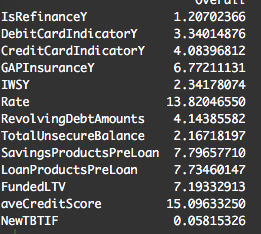 Overall
IsRefinanceY 1.20702366
DebitCardIndicatorY 3.34014876
CreditCardIndicatorY 4.08396812
GAPInsuranceY 6.77211131
IWSY 2.34178074
Rate 13.82046550
RevolvingDebtAmounts 4.14385582
TotalUnsecureBalance 2.16718197
SavingsProductsPreLoan 7.79657710
LoanProductsPreLoan 7.73460147
FundedLTV 7.19332913
aveCreditScore 15.09633250
NewTBTIF 0.05815326